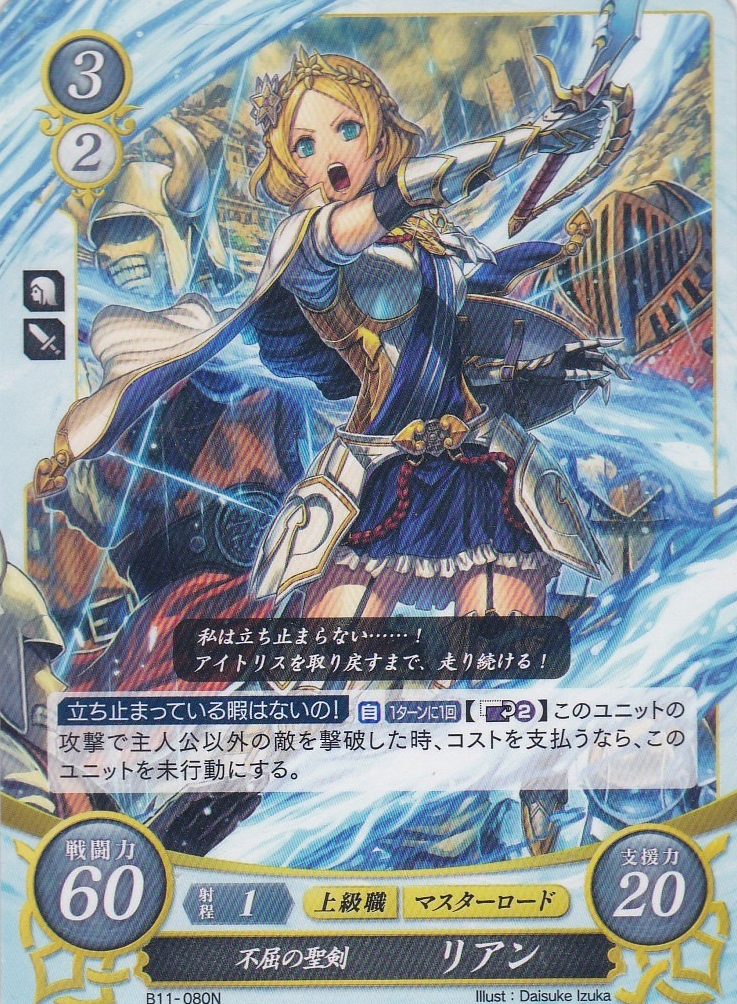 3
2
私は立ち止まらない……！
アイトリスを取り戻すまで、走り続ける！
立ち止まっている暇はないの！ 自 1ターンに1回 【2】このユニットの
攻撃で主人公以外の敵を撃破した時、コストを支払うなら、この
ユニットを未行動にする。
戦闘力
60
射程 1
上級職 マスターロード
支援力
20
不屈の聖剣 リアン
B11-080N
Illust : Daisuke Izuka